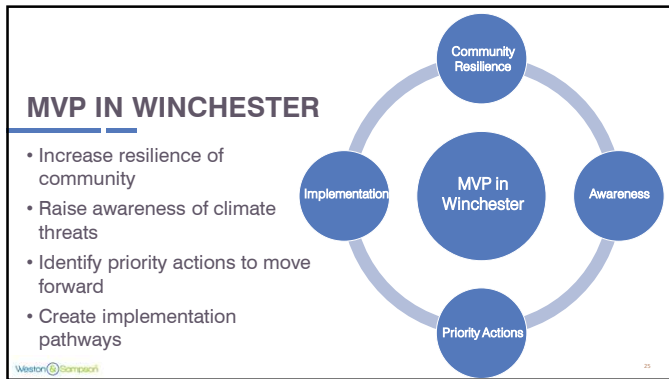 MVP IN WINCHESTER
• Increase resilience of
community
• Raise awareness of climate
threats
• Identify priority actions to move
forward
• Create implementation
pathways
Community
Resilience
Implementation
MVP in
Winchester
Awareness
Priority Actions
Weston & Sampson
25